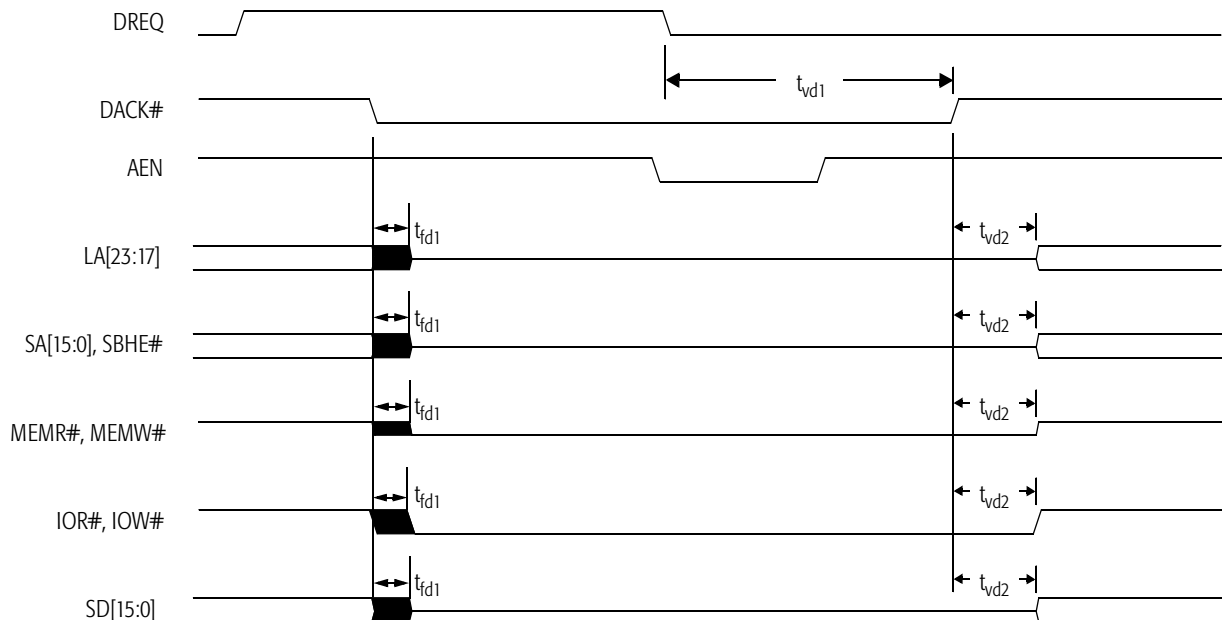 DREQ
t_vd1
DACK#
AEN
t_fd1 t_vd2
LA[23:17]
t_fd1 t_vd2
SA[15:0], SBHE#
t_fd1 t_vd2
MEMR#, MEMW#
t_fd1 t_vd2
IOR#, IOW#
t_fd1 t_vd2
SD[15:0]